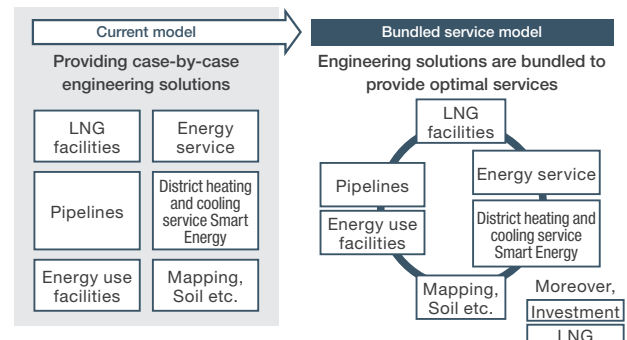 Current model
Providing case-by-case
engineering solutions
LNG
facilities
Energy
service
Pipelines
District heating
and cooling
service Smart
Energy
Energy use
facilities
Mapping,
Soil etc.
Bundled service model
Engineering solutions are bundled to
provide optimal services
LNG
facilities
Pipelines
Energy service
Energy use
facilities
District heating and
cooling service
Smart Energy
Mapping,
Soil etc.
Moreover,
Investment
LNG